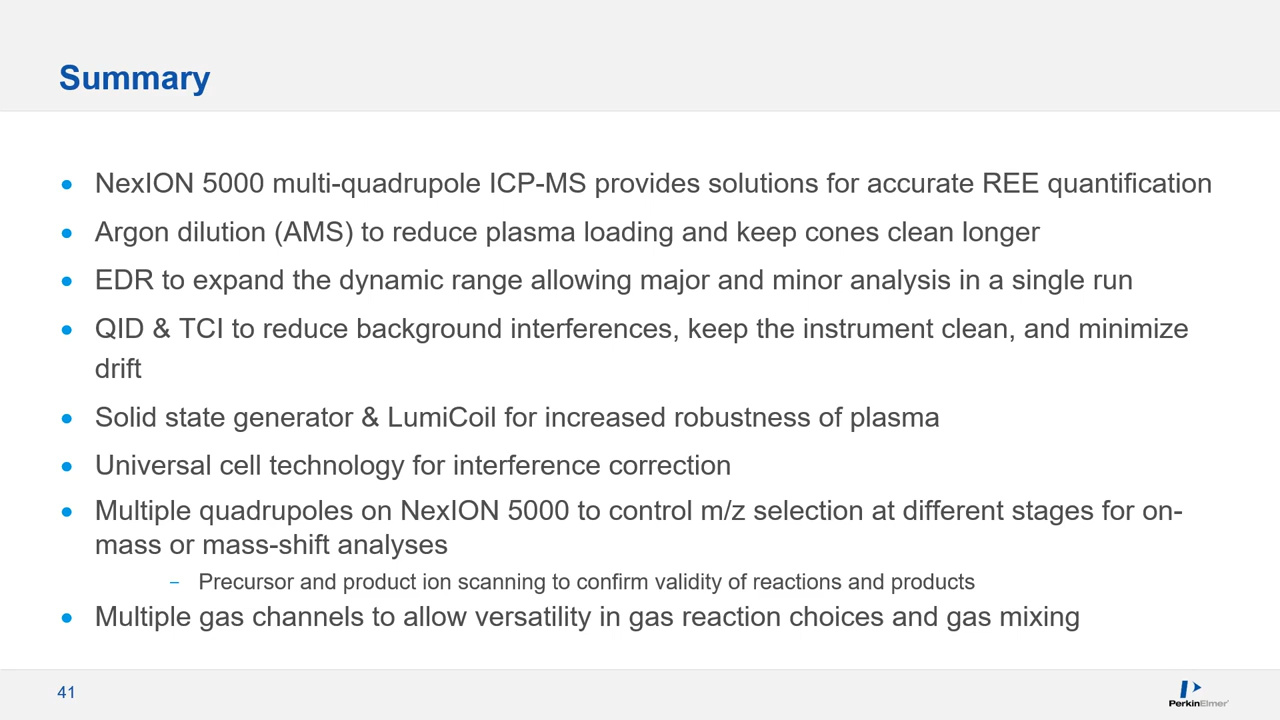 Summary
• NexION 5000 multi-quadrupole ICP-MS provides solutions for accurate REE quantification
• Argon dilution (AMS) to reduce plasma loading and keep cones clean longer
• EDR to expand the dynamic range allowing major and minor analysis in a single run
• QID & TCI to reduce background interferences, keep the instrument clean, and minimize
drift
• Solid state generator & LumiCoil for increased robustness of plasma
• Universal cell technology for interference correction
• Multiple quadrupoles on NexION 5000 to control m/z selection at different stages for on-
mass or mass-shift analyses
– Precursor and product ion scanning to confirm validity of reactions and products
• Multiple gas channels to allow versatility in gas reaction choices and gas mixing
41
PerkinElmer